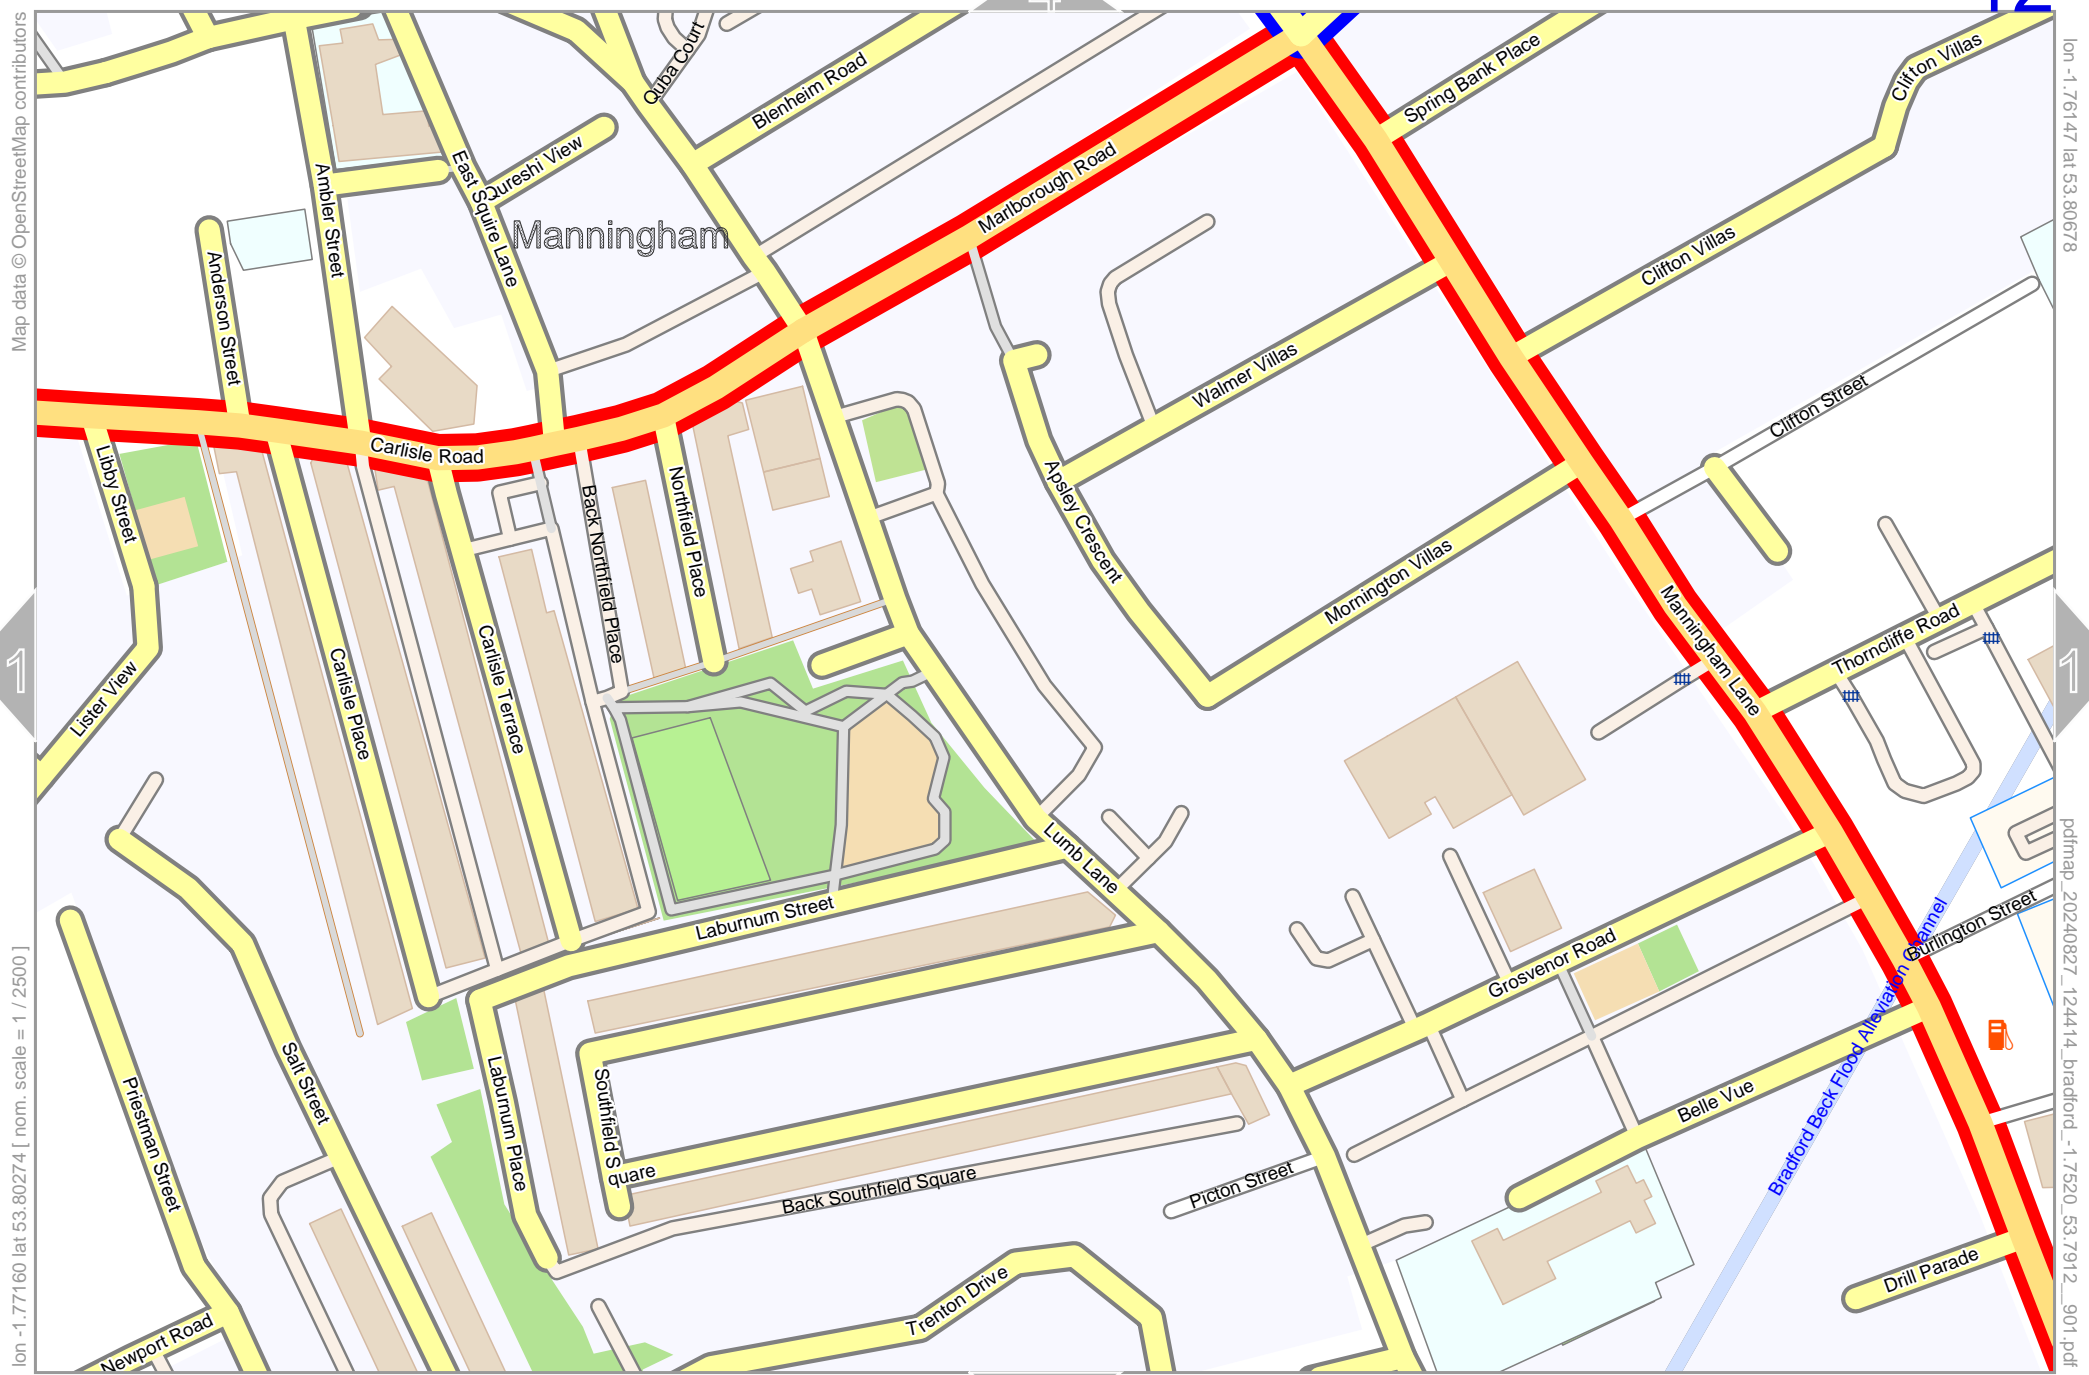 Map data © OpenStreetMap contributors
lon -1.76147 lat 53.80678
Quba Court
Blenheim Road
Spring Bank Place
Clifton Villas
Qureshi View
East Squire Lane
Ambler Street
Marlborough Road
Manningham
Anderson Street
Clifton Villas
Walmer Villas
Clifton Street
Carlisle Road
Libby Street
Northfield Place
Back Northfield Place
Apsley Crescent
Mornington Villas
Manningham Lane
Thorncliffe Road
1
1
Carlisle Place
Carlisle Terrace
Lister View
Lumb Lane
Laburnum Street
Grosvenor Road
Burlington Street
Bradford Beck Flood Alleviation Channel
Salt Street
Priestman Street
Laburnum Place
Southfield Square
Back Southfield Square
Picton Street
Belle Vue
Drill Parade
Trenton Drive
Newport Road
lon -1.77160 lat 53.80274 [ nom. scale = 1 / 2500 ]
pdfmap_20240827_124414_bradford_-1.7520_53.7912__901.pdf